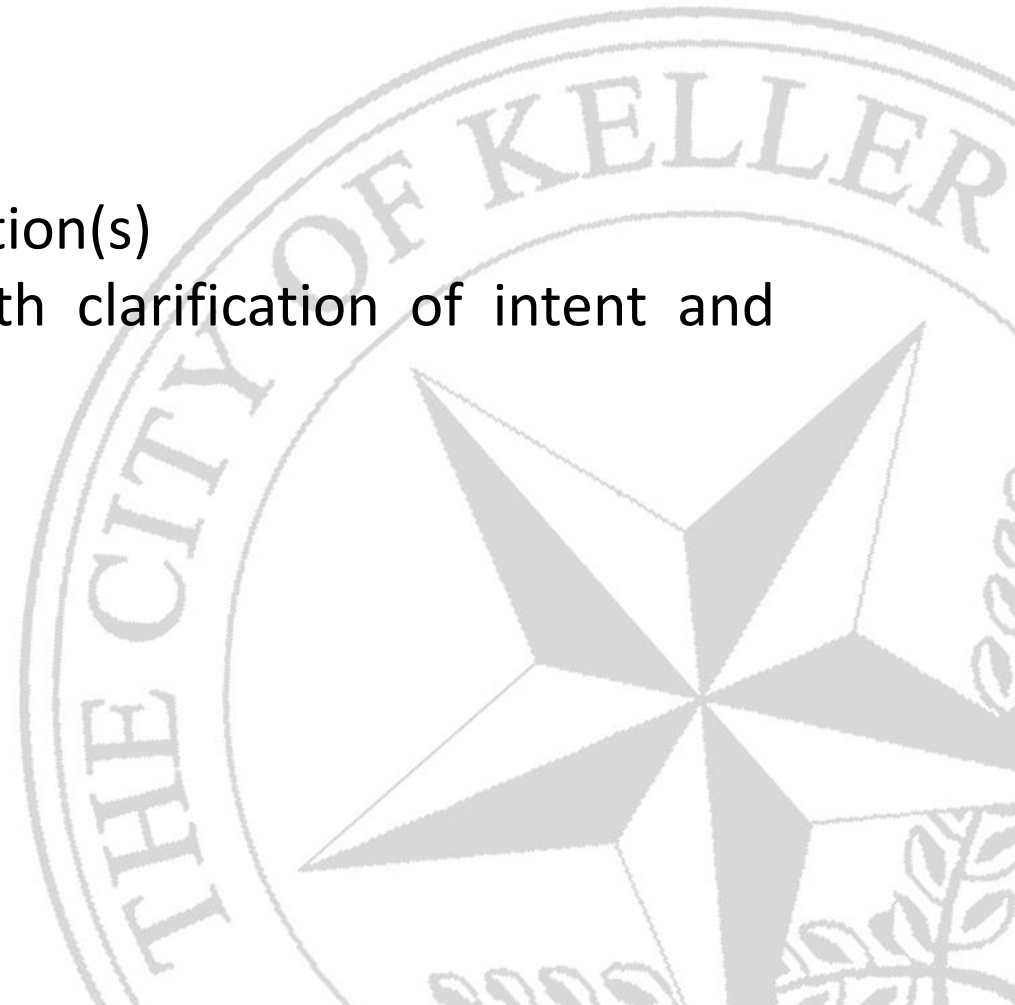 tion(s)
th clarification of intent and
THE CITY OF KELLER